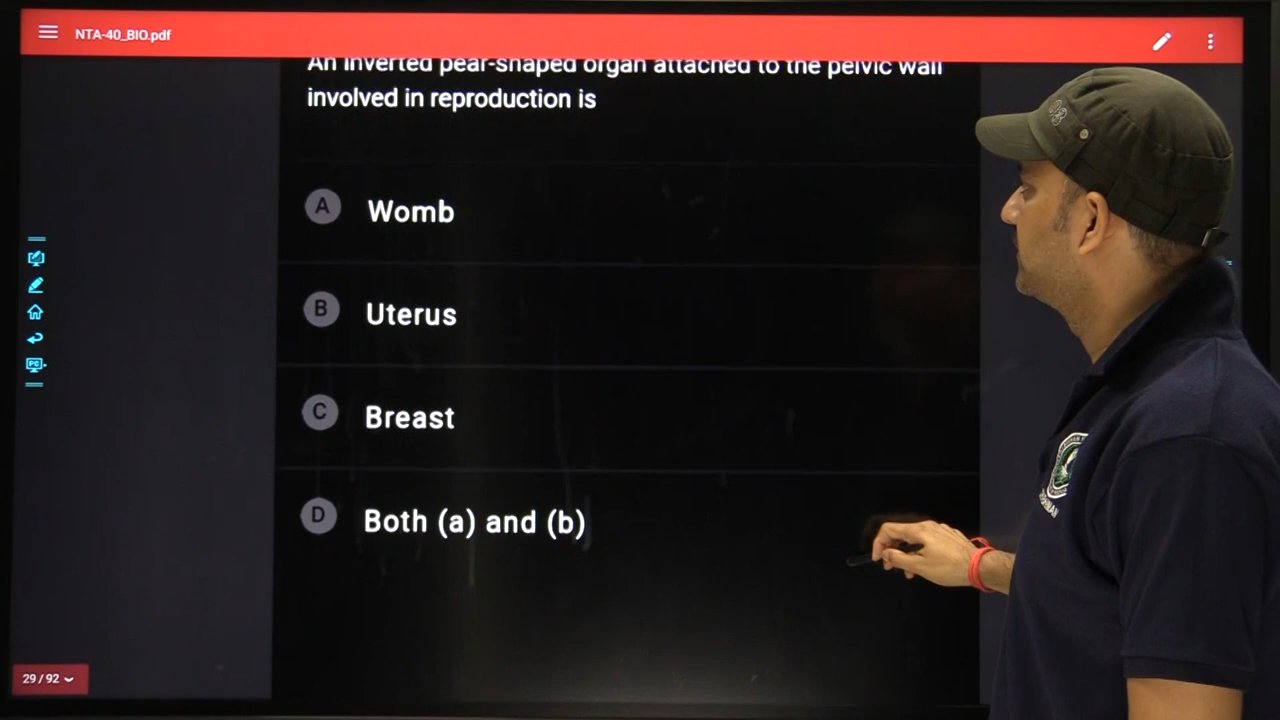 NTA-40_BIO.pdf
An inverted pear-shaped organ attached to the pelvic wall
involved in reproduction is
A Womb
B Uterus
C Breast
D Both (a) and (b)
PC
29 / 92